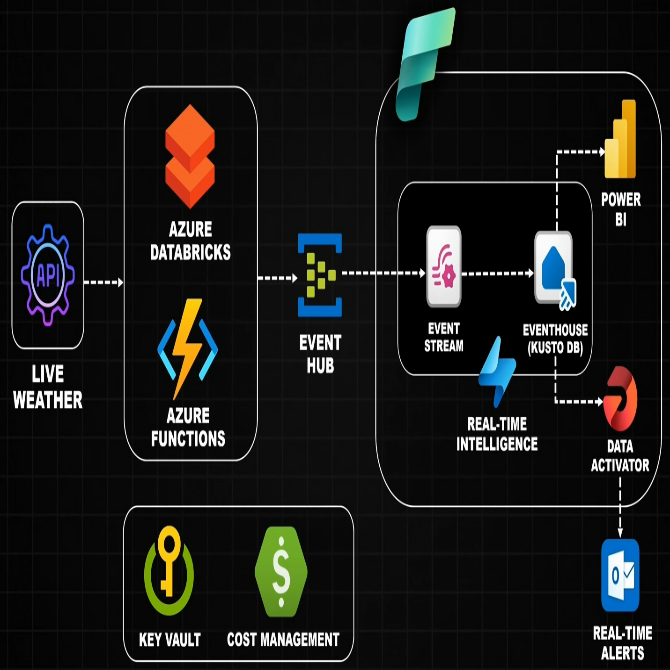 API
LIVE
WEATHER
AZURE
DATABRICKS
AZURE
FUNCTIONS
EVENT
HUB
EVENT
STREAM
EVENTHOUSE
(KUSTO DB)
REAL-TIME
INTELLIGENCE
POWER
BI
DATA
ACTIVATOR
REAL-TIME
ALERTS
KEY VAULT
$
COST MANAGEMENT